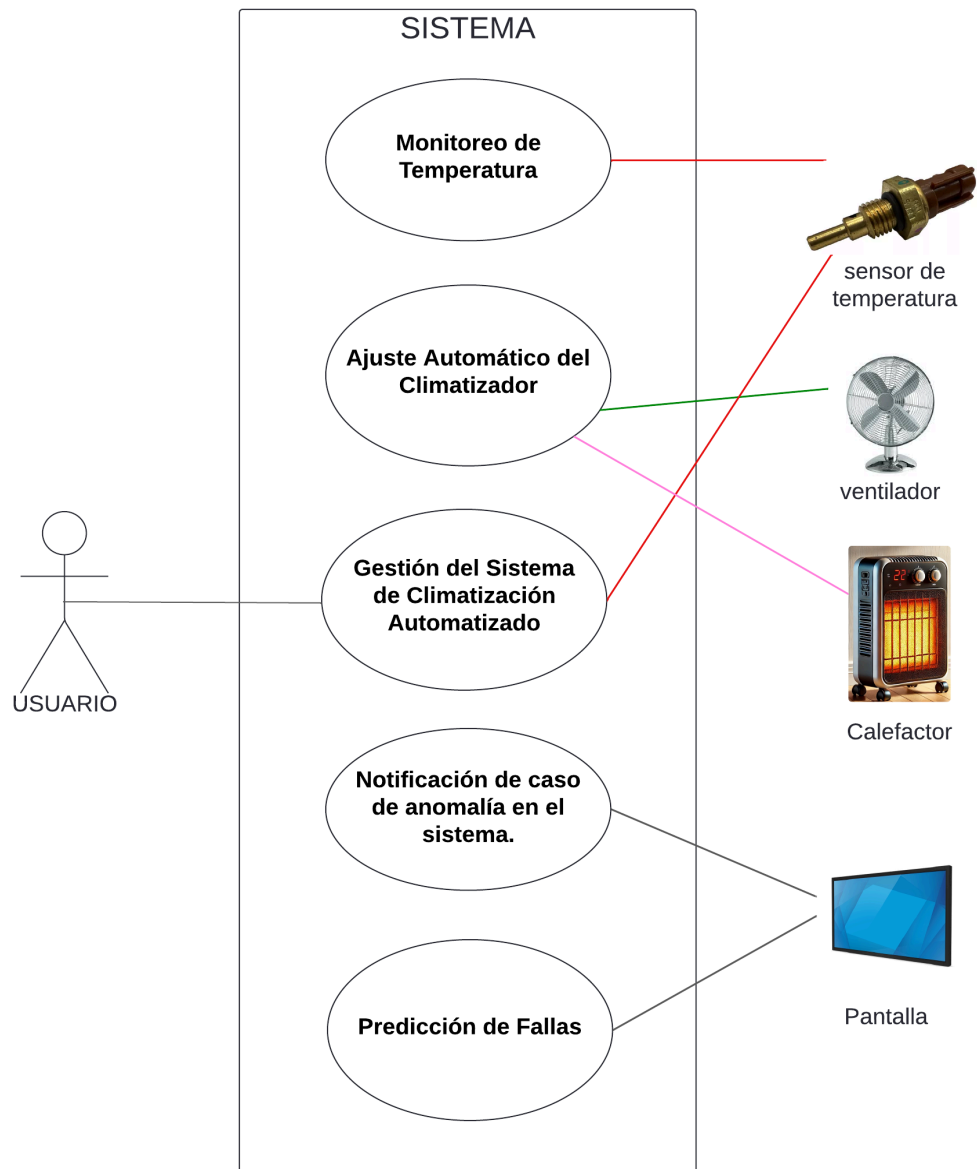 SISTEMA
Monitoreo de
Temperatura
sensor de
temperatura
Ajuste Automático del
Climatizador
ventilador
Gestión del Sistema
de Climatización
Automatizado
USUARIO
22
Calefactor
Notificación de caso
de anomalía en el
sistema.
Predicción de Fallas
Pantalla